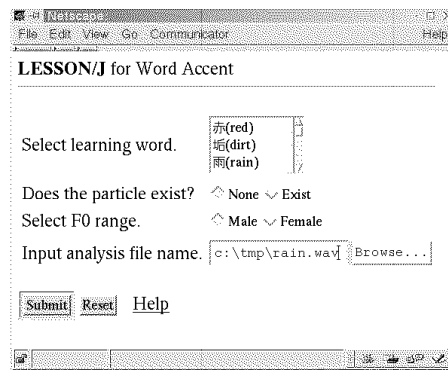 Netscape
File Edit View Go Communicator Help
LESSON/J for Word Accent
Select learning word.
赤(red)
垢(dirt)
雨(rain)
Does the particle exist? None Exist
Select F0 range. Male Female
Input analysis file name. c:\tmp\rain.wav Browse...
Submit Reset Help